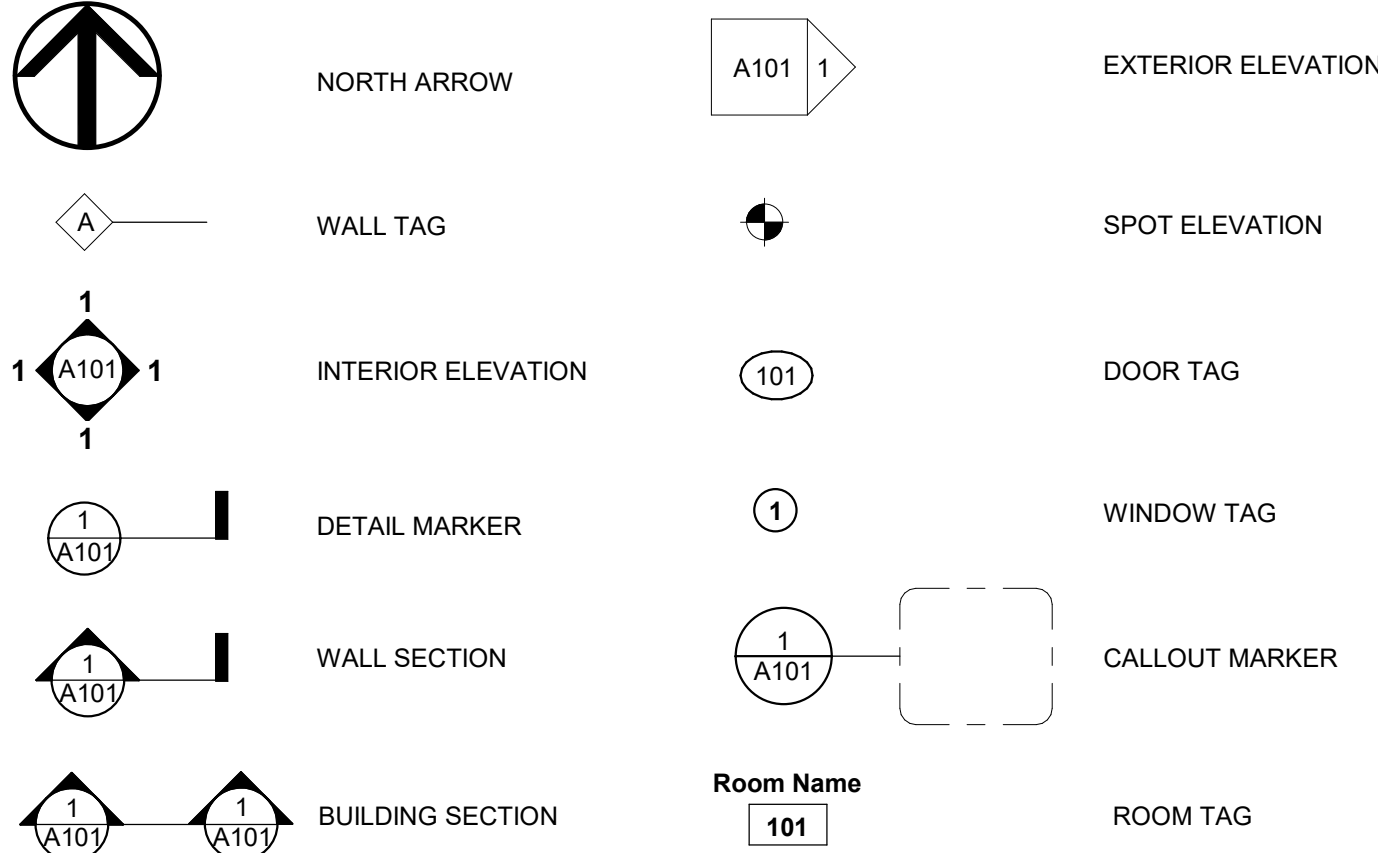 NORTH ARROW
A101 1
EXTERIOR ELEVATION
A
WALL TAG
SPOT ELEVATION
1
1 A101 1
1
INTERIOR ELEVATION
101
DOOR TAG
1
A101
DETAIL MARKER
1
WINDOW TAG
1
A101
WALL SECTION
1
A101
CALLOUT MARKER
1
A101
1
A101
BUILDING SECTION
Room Name
101
ROOM TAG